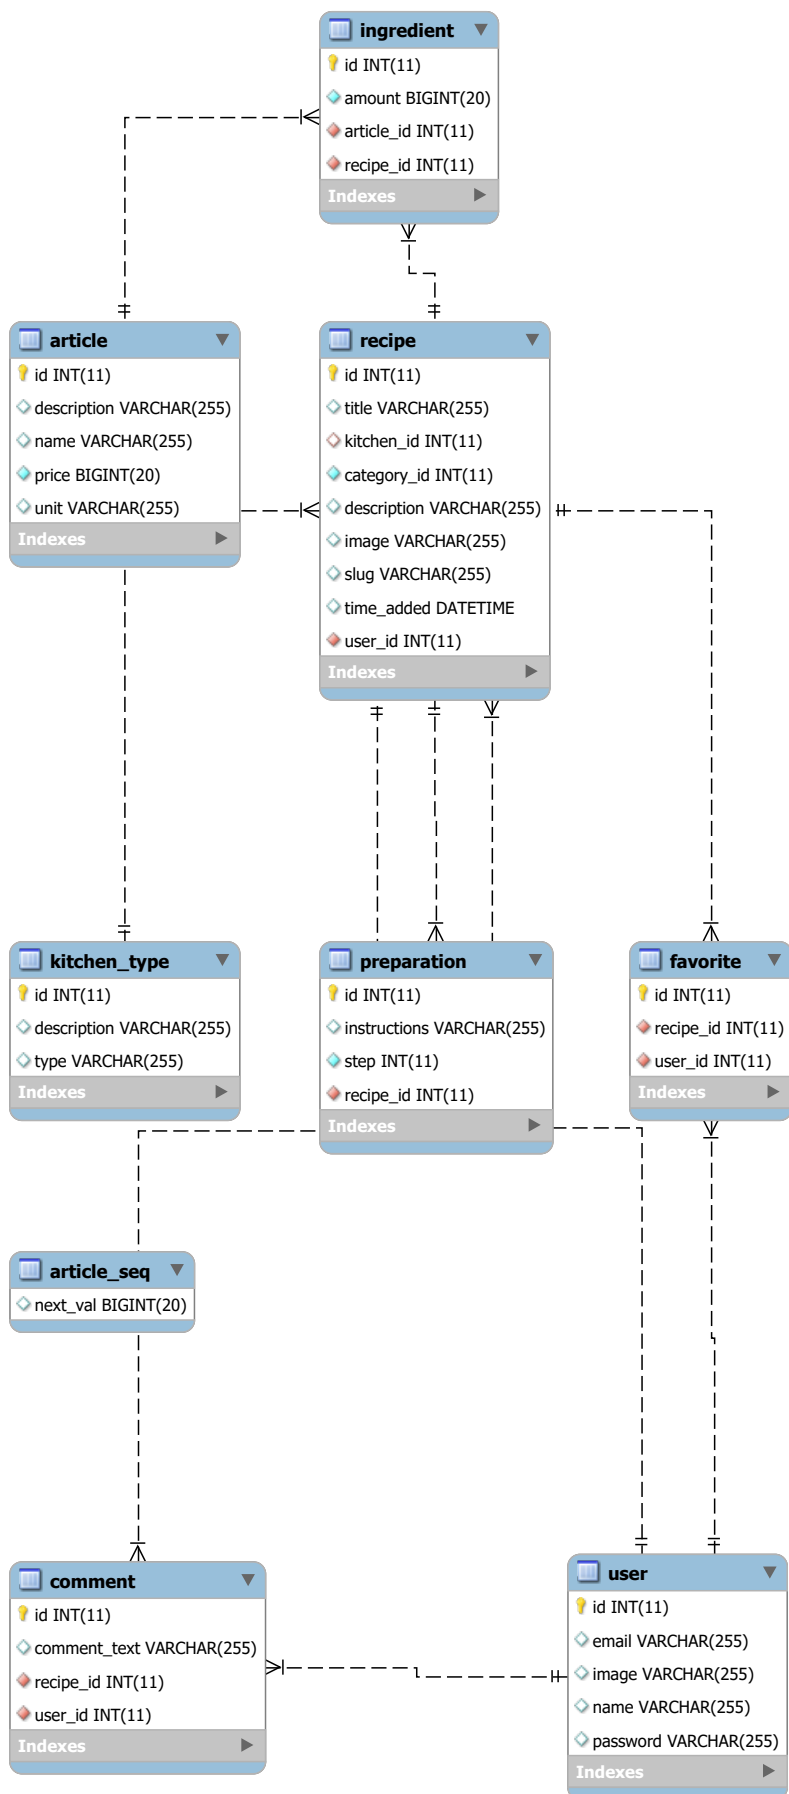 ingredient
id INT(11)
amount BIGINT(20)
article_id INT(11)
recipe_id INT(11)
Indexes
article
id INT(11)
description VARCHAR(255)
name VARCHAR(255)
price BIGINT(20)
unit VARCHAR(255)
Indexes
recipe
id INT(11)
title VARCHAR(255)
kitchen_id INT(11)
category_id INT(11)
description VARCHAR(255)
image VARCHAR(255)
slug VARCHAR(255)
time_added DATETIME
user_id INT(11)
Indexes
kitchen_type
id INT(11)
description VARCHAR(255)
type VARCHAR(255)
Indexes
preparation
id INT(11)
instructions VARCHAR(255)
step INT(11)
recipe_id INT(11)
Indexes
favorite
id INT(11)
recipe_id INT(11)
user_id INT(11)
Indexes
article_seq
next_val BIGINT(20)
comment
id INT(11)
comment_text VARCHAR(255)
recipe_id INT(11)
user_id INT(11)
Indexes
user
id INT(11)
email VARCHAR(255)
image VARCHAR(255)
name VARCHAR(255)
password VARCHAR(255)
Indexes